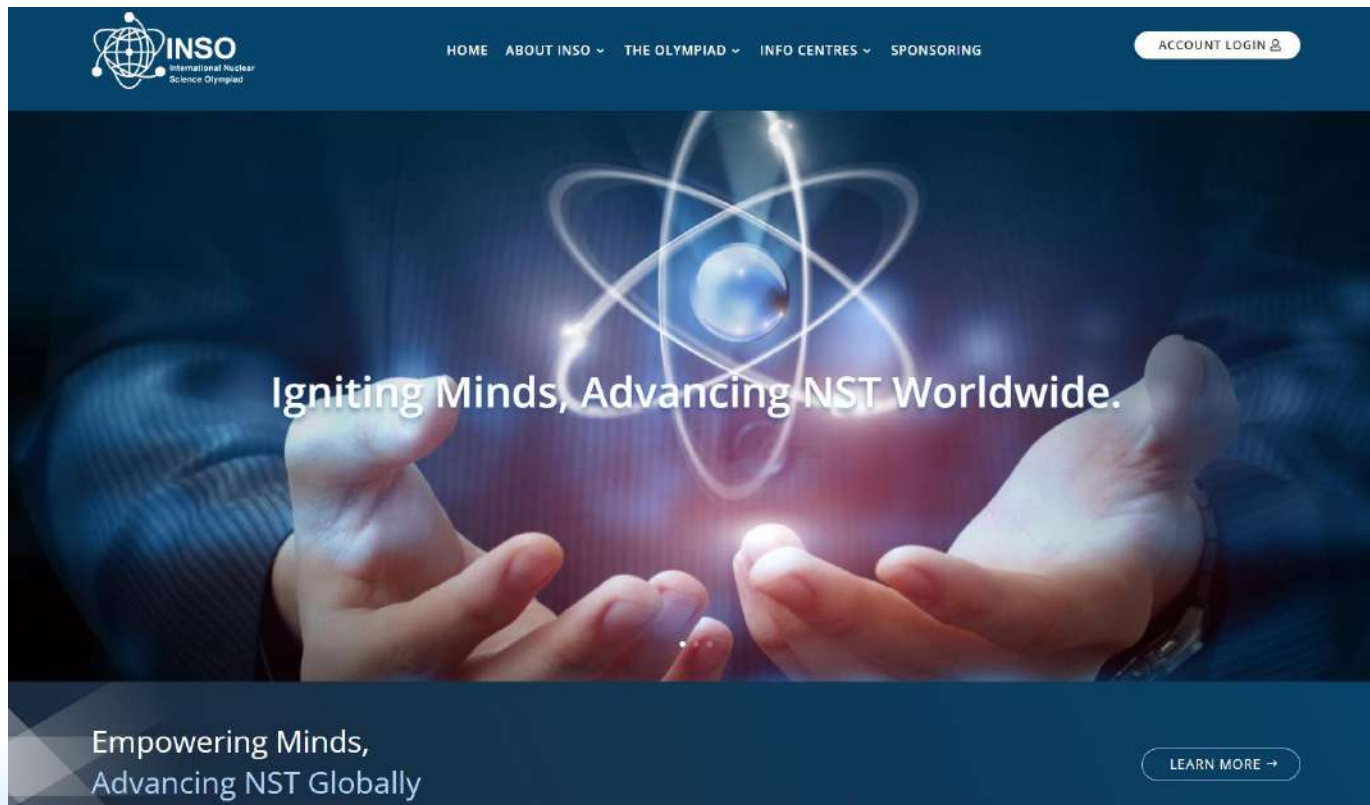 INSO
International Nuclear
Science Olympiad
HOME ABOUT INSO THE OLYMPIAD INFO CENTRES SPONSORING
ACCOUNT LOGIN
Igniting Minds, Advancing NST Worldwide.
Empowering Minds,
Advancing NST Globally
LEARN MORE →